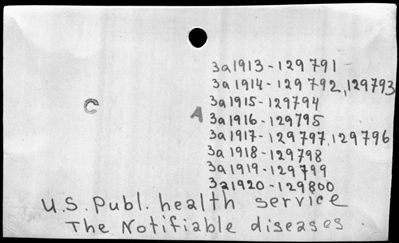 3a1913-129791
3a1914-129792,129793
C
A
3a1915-129794
3a1916-129795
3a1917-129797,129796
3a1918-129798
3a1919-129799
3a1920-129800
U.S. Publ. health service
The Notifiable diseases